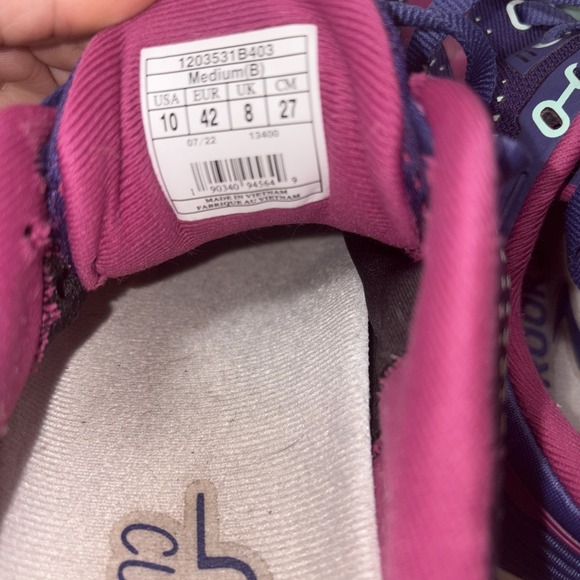 1203531B403
Medium(B)
USA EUR UK CM
10 42 8 27
07/22 13400
1 90340 94564 9
MADE IN VIETNAM
FABRIQUE AU VIETNAM